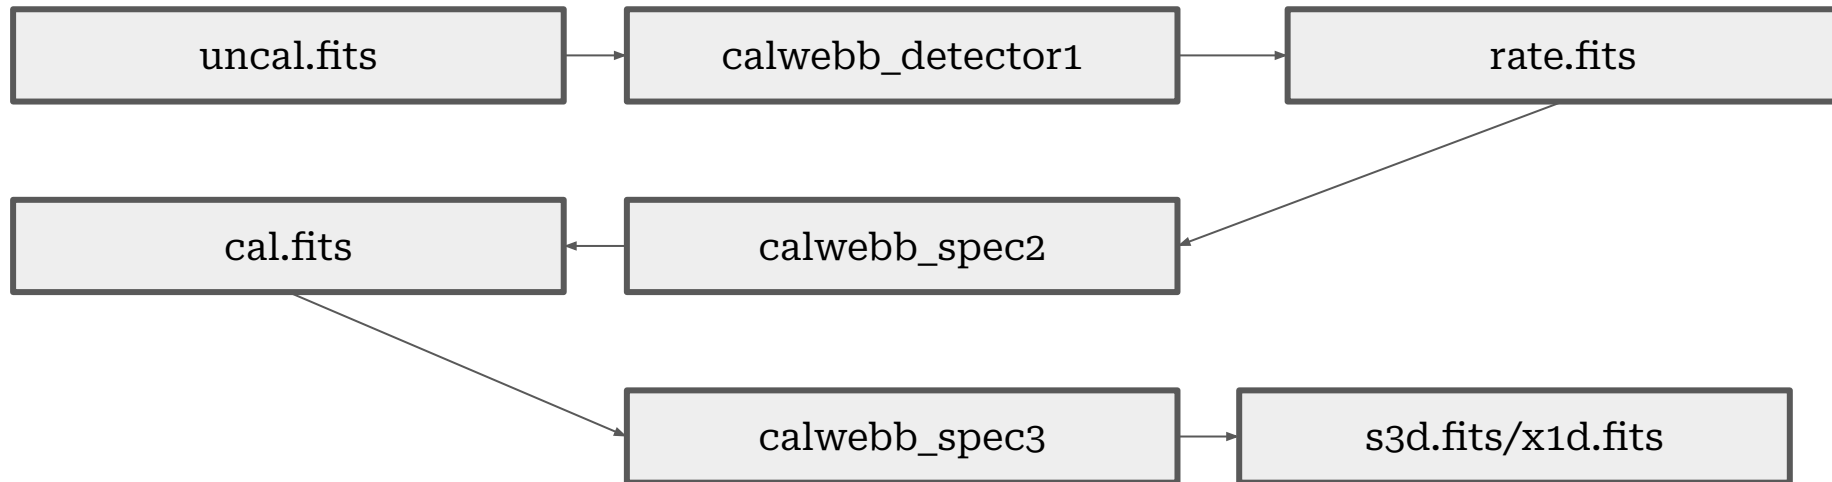 uncal.fits
calwebb_detector1
rate.fits
cal.fits
calwebb_spec2
calwebb_spec3
s3d.fits/x1d.fits